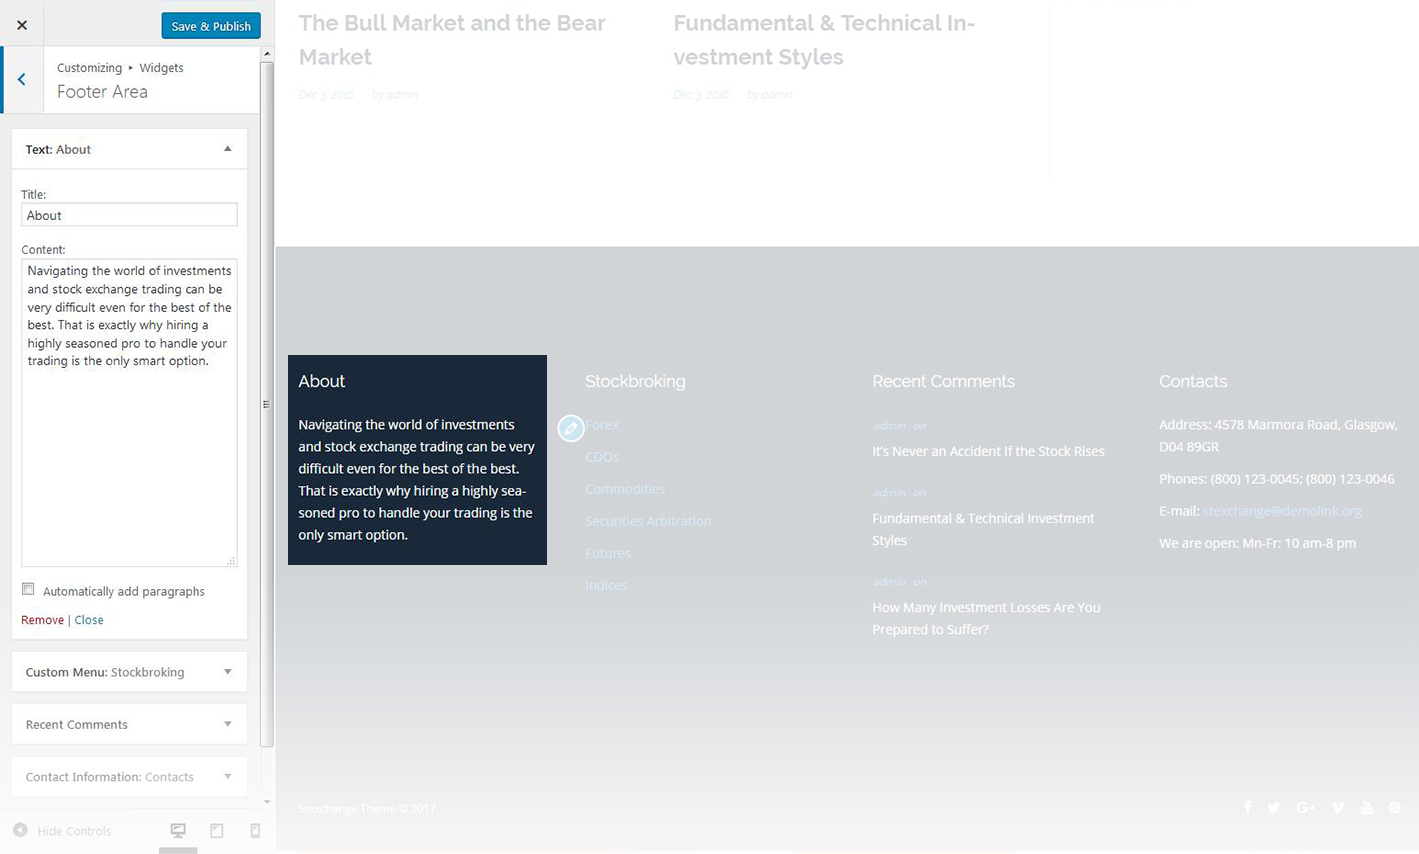 Save & Publish
Customizing ▸ Widgets
Footer Area
Text: About
Title:
About
Content:
Navigating the world of investments
and stock exchange trading can be
very difficult even for the best of the
best. That is exactly why hiring a
highly seasoned pro to handle your
trading is the only smart option.
Automatically add paragraphs
Remove | Close
Custom Menu: Stockbroking
Recent Comments
Contact Information: Contacts
Hide Controls
The Bull Market and the Bear
Market
Dec 3, 2016 by admin
Fundamental & Technical In-
vestment Styles
Dec 3, 2016 by admin
About
Navigating the world of investments
and stock exchange trading can be very
difficult even for the best of the best.
That is exactly why hiring a highly sea-
soned pro to handle your trading is the
only smart option.
Stockbroking
Forex
CDOs
Commodities
Securities Arbitration
Futures
Indices
Recent Comments
admin on
It's Never an Accident If the Stock Rises
admin on
Fundamental & Technical Investment
Styles
admin on
How Many Investment Losses Are You
Prepared to Suffer?
Contacts
Address: 4578 Marmora Road, Glasgow,
D04 89GR
Phones: (800) 123-0045; (800) 123-0046
E-mail: stexchange@demolink.org
We are open: Mn-Fr: 10 am-8 pm
Stexchange Theme © 2017.